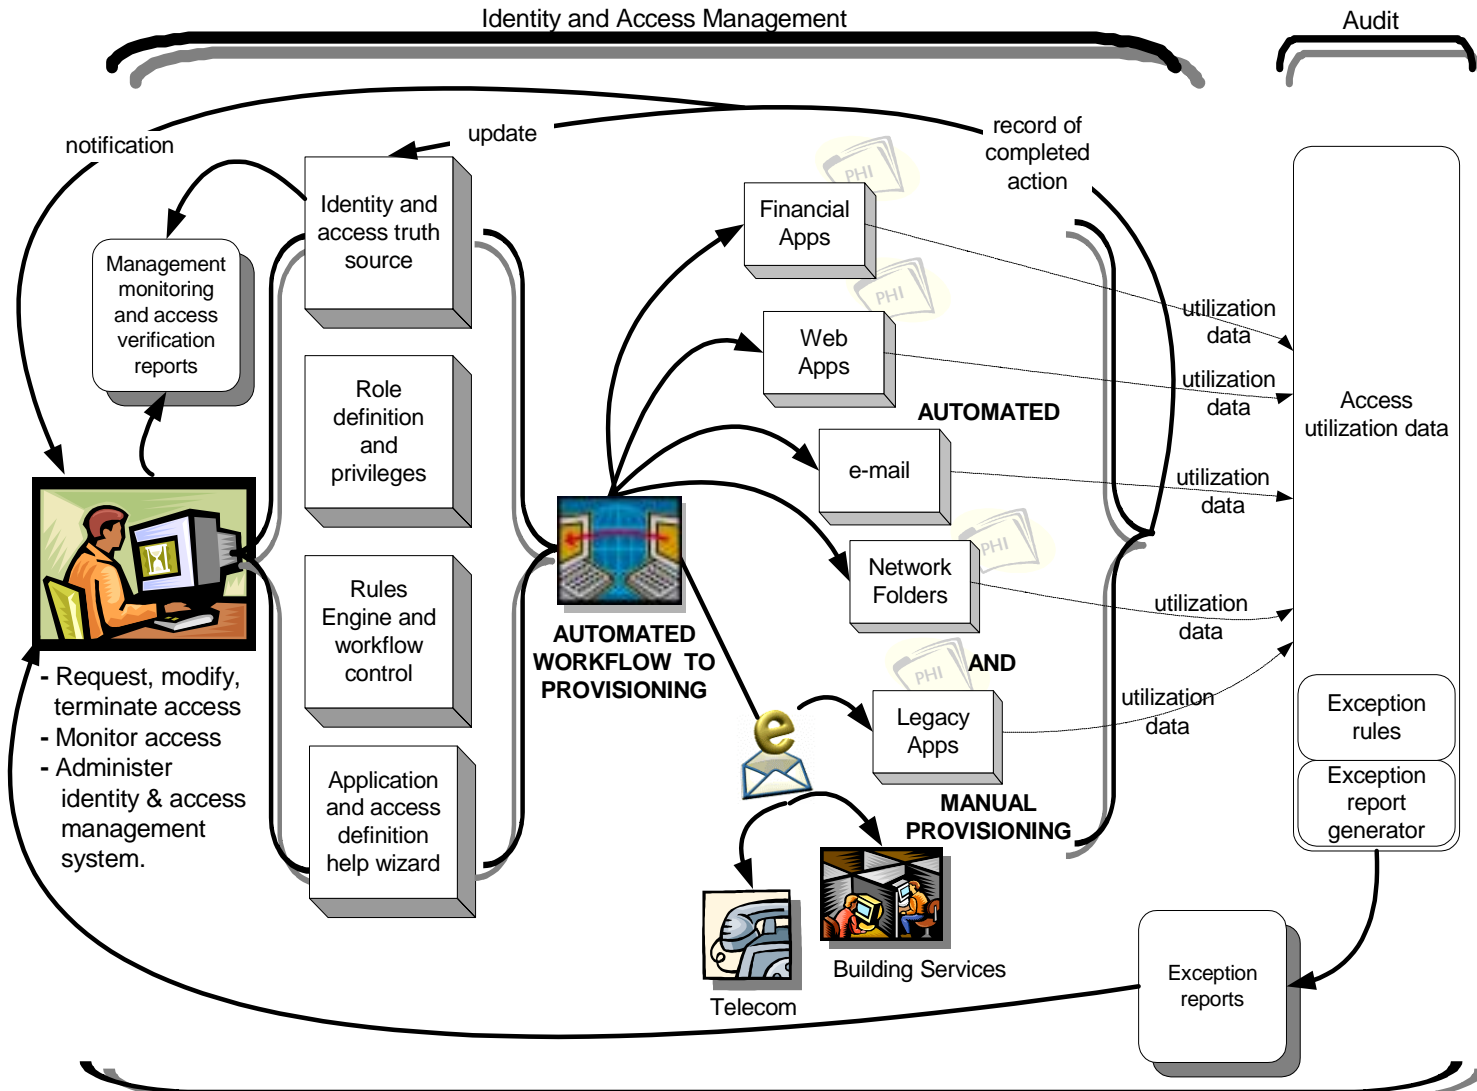 Identity and Access Management
Audit
notification
update
record of
completed
action
Identity and
access truth
source
Management
monitoring
and access
verification
reports
Role
definition
and
privileges
Rules
Engine and
workflow
control
Application
and access
definition
help wizard
- Request, modify,
terminate access
- Monitor access
- Administer
identity & access
management
system.
AUTOMATED
WORKFLOW TO
PROVISIONING
PHI
Financial
Apps
PHI
Web
Apps
AUTOMATED
e-mail
PHI
Network
Folders
AND
PHI
Legacy
Apps
MANUAL
PROVISIONING
e
Telecom
Building Services
utilization
data
utilization
data
utilization
data
utilization
data
utilization
data
Access
utilization data
Exception
rules
Exception
report
generator
Exception
reports